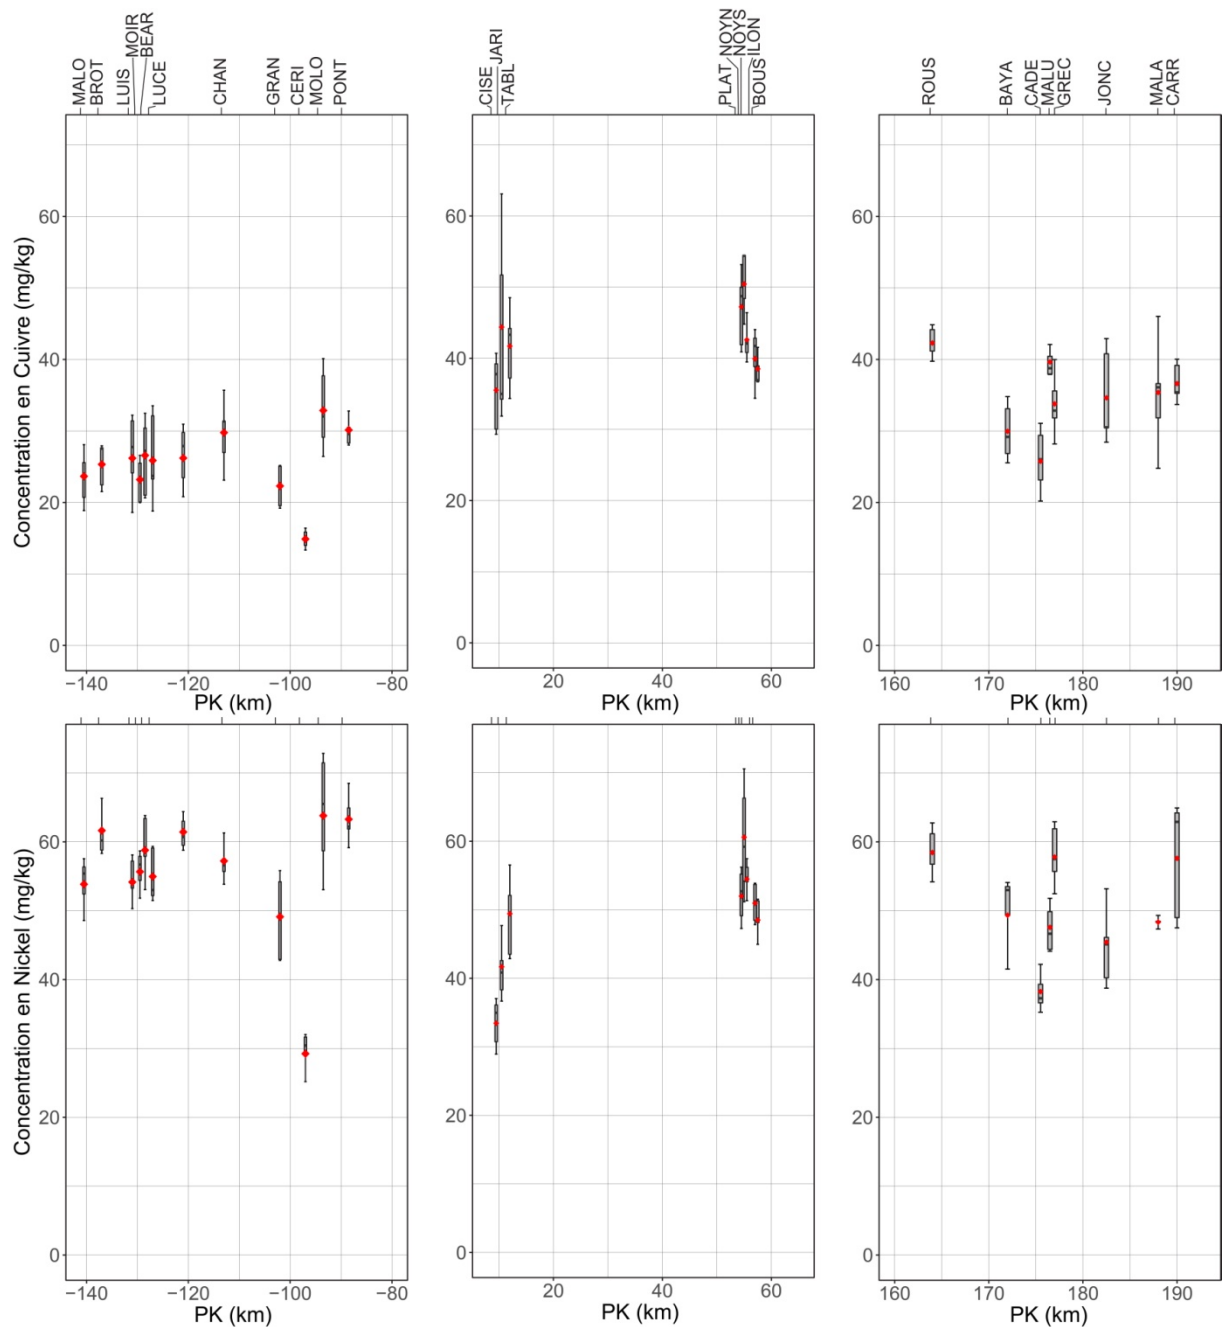 MALO
BROT
LUIS
MOIR
BEAR
LUCE
CHAN
GRAN
CERI
MOLO
PONT
CISE
JARI
TABL
PLAT
NOYN
NOYS
ILON
BOUS
ROUS
BAYA
CADE
MALU
GREC
JONC
MALA
CARR
Concentration en Cuivre (mg/kg)
60
40
20
0
−140 −120 −100 −80
PK (km)
60
40
20
0
20 40 60
PK (km)
60
40
20
0
160 170 180 190
PK (km)
Concentration en Nickel (mg/kg)
60
40
20
0
−140 −120 −100 −80
PK (km)
60
40
20
0
20 40 60
PK (km)
60
40
20
0
160 170 180 190
PK (km)